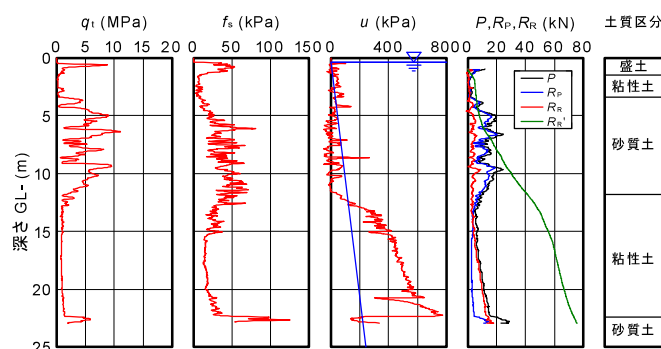 qt (MPa)
fs (kPa)
u (kPa)
P,RP,RR (kN)
土質区分
0 10 20
0 50 100 150
0 400 800
0 20 40 60 80
0
5
10
15
20
25
深さ GL- (m)
P
RP
RR
RR'
盛土
粘性土
砂質土
粘性土
砂質土